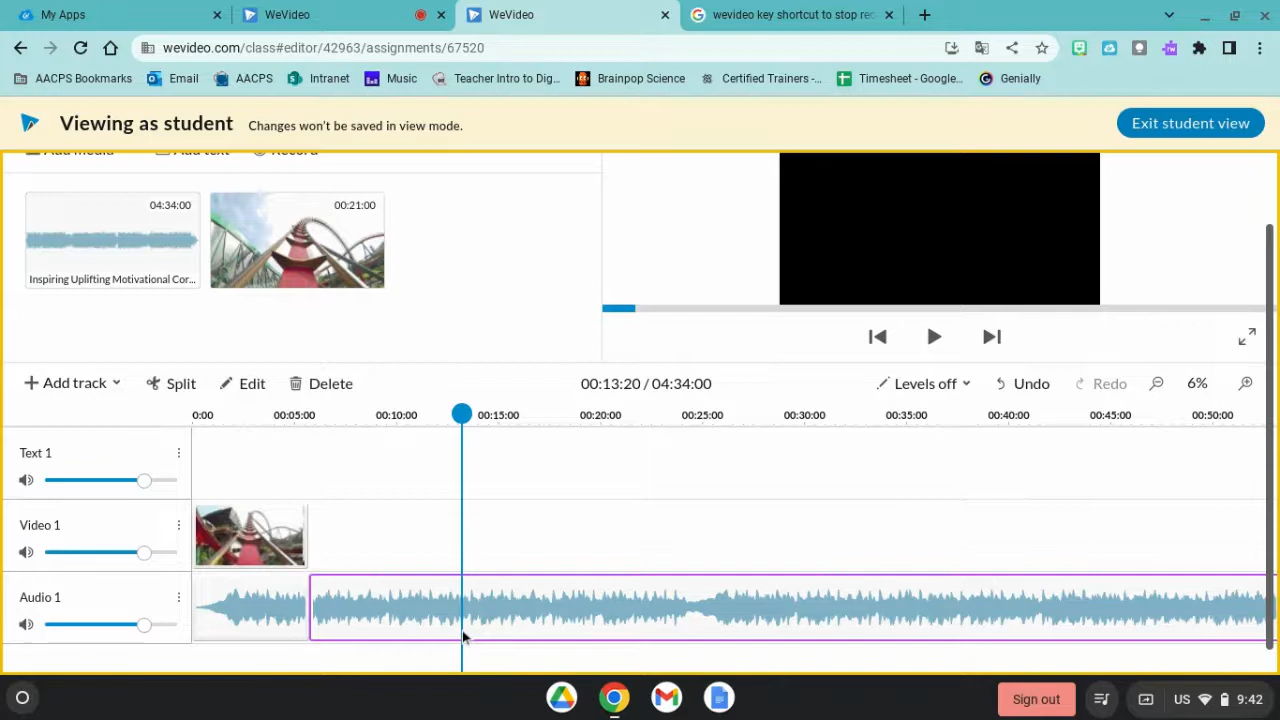 My Apps
WeVideo
WeVideo
wevideo key shortcut to stop rec
wevideo.com/class#editor/42963/assignments/67520
AACPS Bookmarks
Email
AACPS
Intranet
Music
Teacher Intro to Dig...
Brainpop Science
Certified Trainers -...
Timesheet - Google...
Genially
Viewing as student
Changes won't be saved in view mode.
Exit student view
Add media
Add text
Record
04:34:00
00:21:00
Inspiring Uplifting Motivational Cor...
Add track
Split
Edit
Delete
00:13:20 / 04:34:00
Levels off
Undo
Redo
6%
0:00
00:05:00
00:10:00
00:15:00
00:20:00
00:25:00
00:30:00
00:35:00
00:40:00
00:45:00
00:50:00
Text 1
Video 1
Audio 1
Sign out
US
9:42